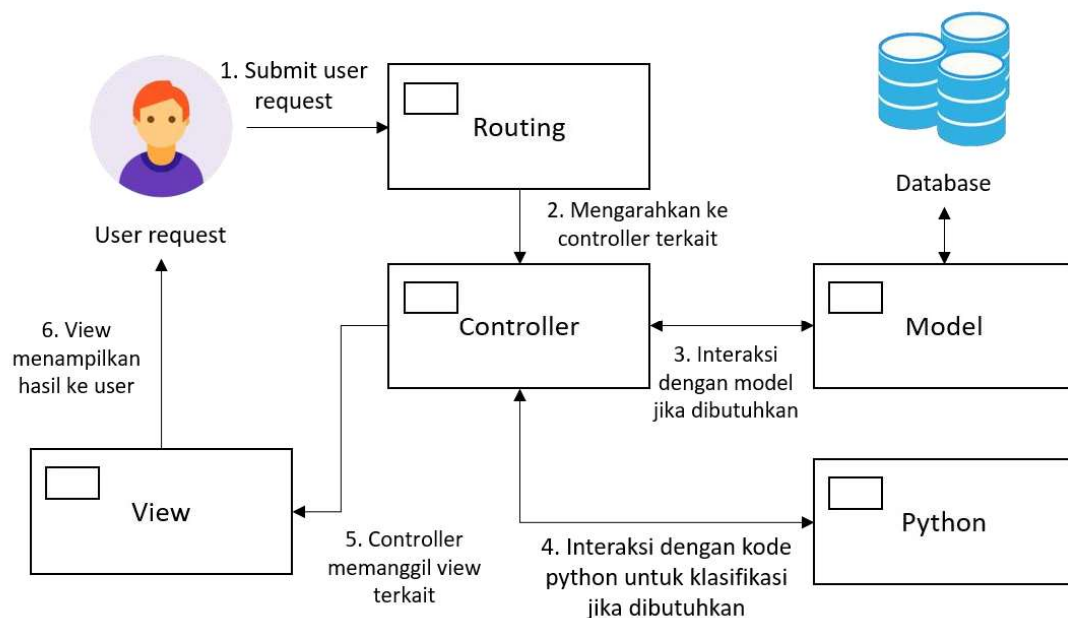 1. Submit user
request
Routing
Database
User request
2. Mengarahkan ke
controller terkait
Controller
Model
6. View
menampilkan
hasil ke user
3. Interaksi
dengan model
jika dibutuhkan
View
Python
5. Controller
memanggil view
terkait
4. Interaksi dengan kode
python untuk klasifikasi
jika dibutuhkan